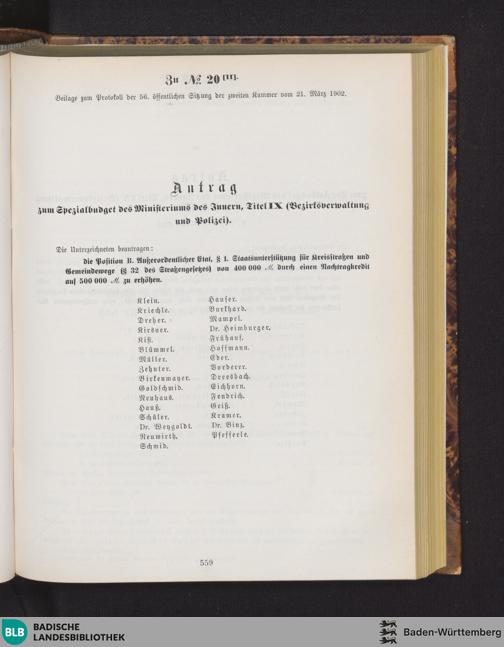 Zu № 20 (II).
Beilage zum Protokoll der 56. öffentlichen Sitzung der zweiten Kammer vom 21. März 1902.
Antrag
zum Spezialbudget des Ministeriums des Innern, Titel IX (Bezirksverwaltung
und Polizei).
Die Unterzeichneten beantragen:
die Position B. Außerordentlicher Etat, § 1. Staatsunterstützung für Kreisstraßen und
Gemeindewege (§ 32 des Straßengesetzes) von 400 000 ℳ durch einen Nachtragskredit
auf 500 000 ℳ zu erhöhen.
Klein. Hauser.
Kriechle. Burkhard.
Dreher. Mampel.
Kirsner. Dr. Heimburger.
Kiß. Frühauf.
Blümmel. Hoffmann.
Müller. Eder.
Zehnter. Vorderer.
Birkenmayer. Dreesbach.
Goldschmid. Eichhorn.
Neuhaus. Fendrich.
Hauß. Geiß.
Schüler. Kramer.
Dr. Weygoldt. Dr. Binz.
Neuwirth. Pfefferle.
Schmid.
559
BLB BADISCHE
LANDESBIBLIOTHEK
Baden-Württemberg